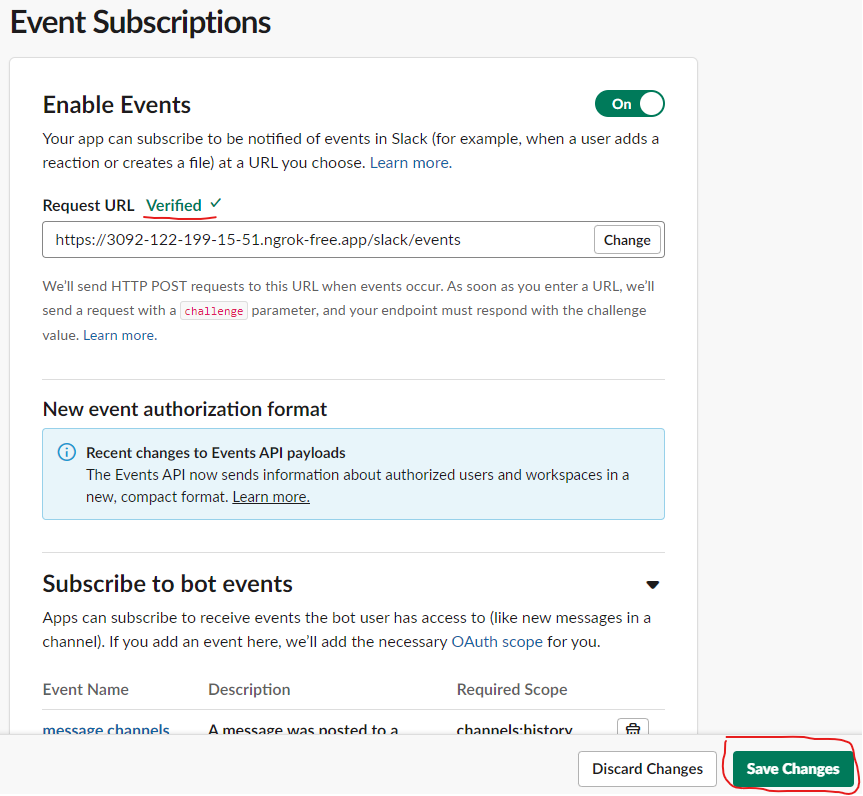 Event Subscriptions
Enable Events
On
Your app can subscribe to be notified of events in Slack (for example, when a user adds a
reaction or creates a file) at a URL you choose. Learn more.
Request URL Verified ✓
https://3092-122-199-15-51.ngrok-free.app/slack/events
Change
We'll send HTTP POST requests to this URL when events occur. As soon as you enter a URL, we'll
send a request with a challenge parameter, and your endpoint must respond with the challenge
value. Learn more.
New event authorization format
Recent changes to Events API payloads
The Events API now sends information about authorized users and workspaces in a
new, compact format. Learn more.
Subscribe to bot events
Apps can subscribe to receive events the bot user has access to (like new messages in a
channel). If you add an event here, we'll add the necessary OAuth scope for you.
Event Name Description Required Scope
message.channels A message was posted to a channels:history
Discard Changes Save Changes